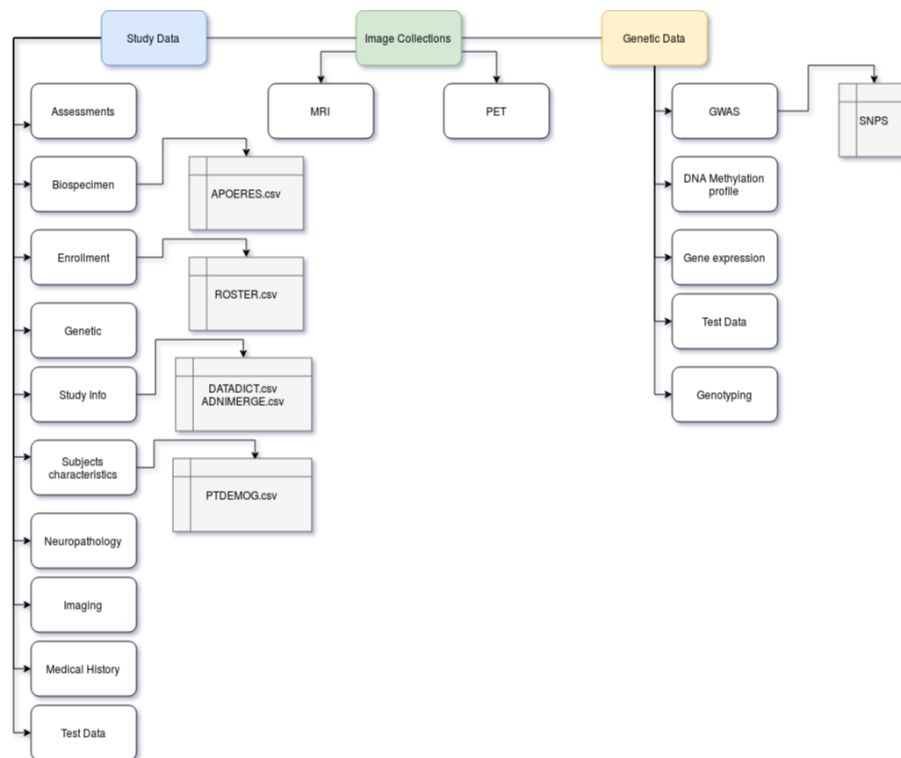 Study Data
Image Collections
Genetic Data
Assessments
MRI
PET
GWAS
SNPS
Biospecimen
APOERES.csv
DNA Methylation
profile
Enrollment
ROSTER.csv
Gene expression
Genetic
Test Data
Study Info
DATADICT.csv
ADNIMERGE.csv
Genotyping
Subjects
characteristics
PTDEMOG.csv
Neuropathology
Imaging
Medical History
Test Data